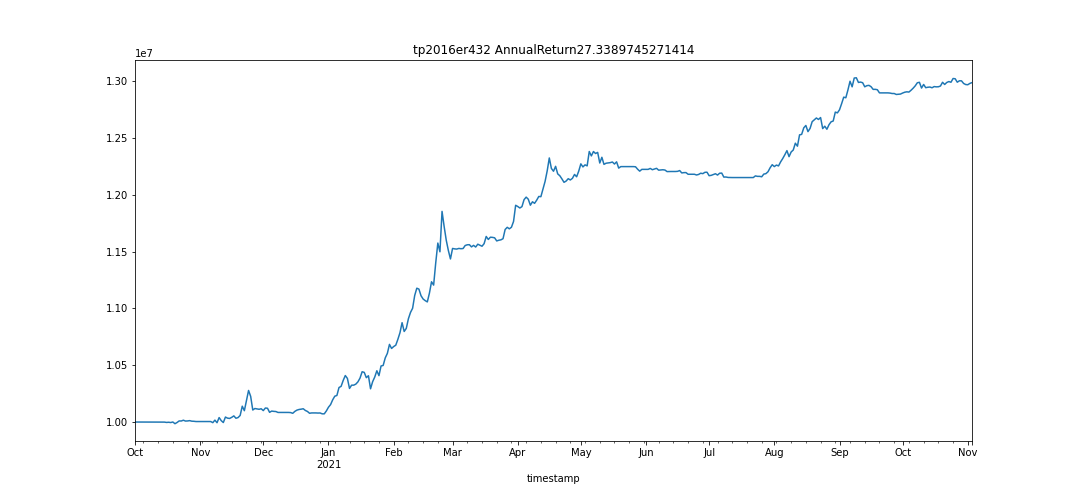 tp2016er432 AnnualReturn27.3389745271414
1e7
1.30
1.25
1.20
1.15
1.10
1.05
1.00
Oct Nov Dec Jan Feb Mar Apr May Jun Jul Aug Sep Oct Nov
2021
timestamp